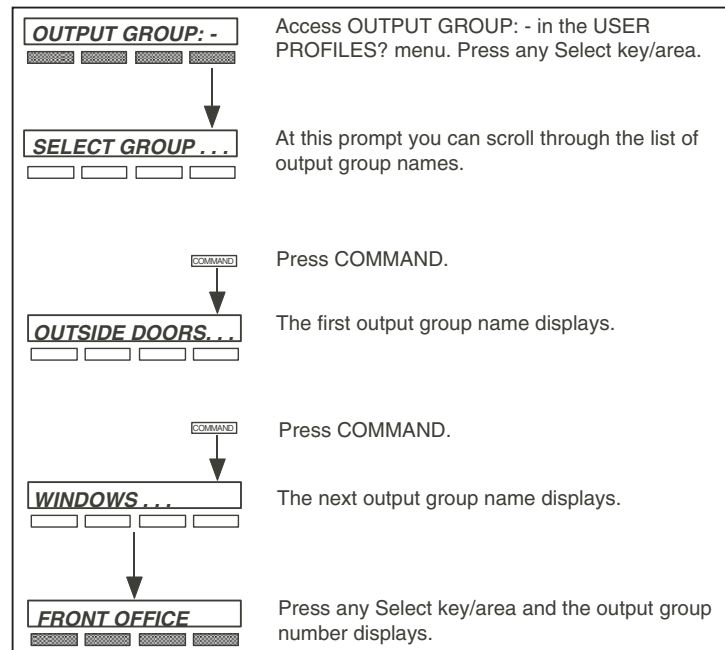 OUTPUT GROUP: -
Access OUTPUT GROUP: - in the USER
PROFILES? menu. Press any Select key/area.
SELECT GROUP . . .
At this prompt you can scroll through the list of
output group names.
COMMAND
Press COMMAND.
OUTSIDE DOORS. . .
The first output group name displays.
COMMAND
Press COMMAND.
WINDOWS . . .
The next output group name displays.
FRONT OFFICE
Press any Select key/area and the output group
number displays.